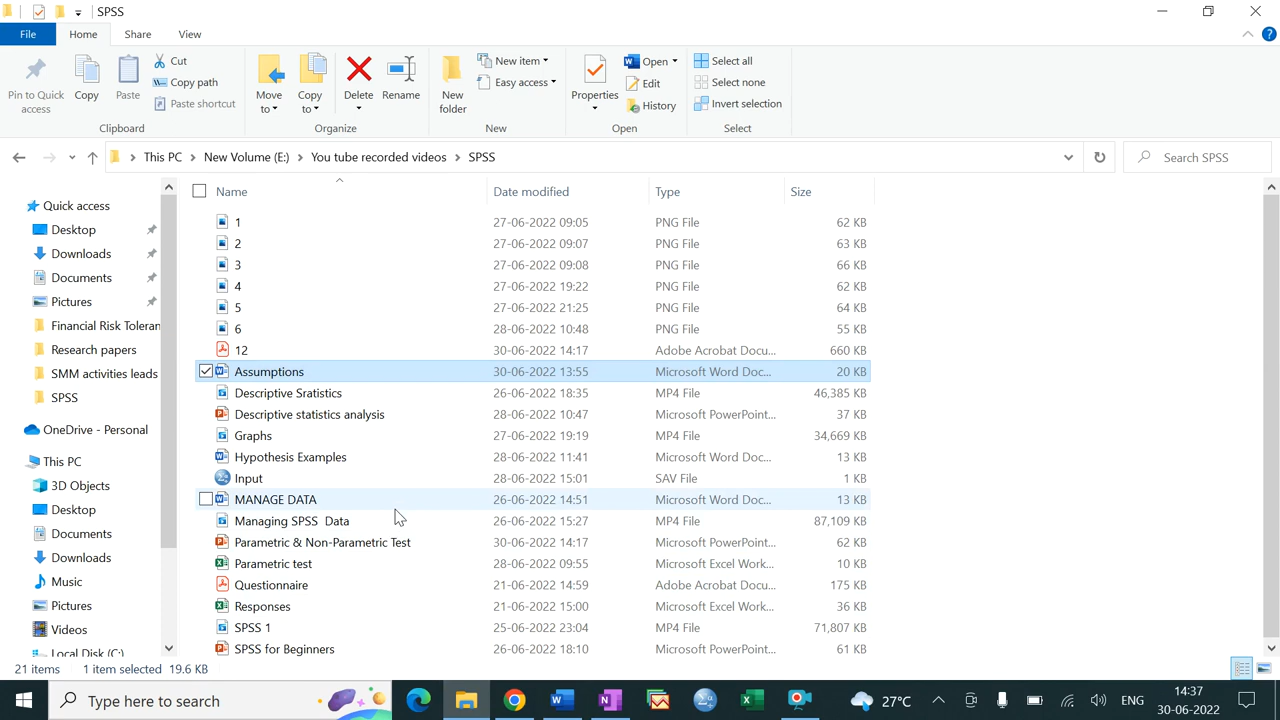 SPSS
File Home Share View
Pin to Quick access
Copy
Paste
Cut
Copy path
Paste shortcut
Clipboard
Move to
Copy to
Delete
Rename
Organize
New folder
New item
Easy access
New
Properties
Open
Edit
History
Open
Select all
Select none
Invert selection
Select
This PC New Volume (E:) You tube recorded videos SPSS
Search SPSS
Quick access
Desktop
Downloads
Documents
Pictures
Financial Risk Toleran
Research papers
SMM activities leads
SPSS
OneDrive - Personal
This PC
3D Objects
Desktop
Documents
Downloads
Music
Pictures
Videos
Local Disk (C:)
Name Date modified Type Size
1 27-06-2022 09:05 PNG File 62 KB
2 27-06-2022 09:07 PNG File 63 KB
3 27-06-2022 09:08 PNG File 66 KB
4 27-06-2022 19:22 PNG File 62 KB
5 27-06-2022 21:25 PNG File 64 KB
6 28-06-2022 10:48 PNG File 55 KB
12 30-06-2022 14:17 Adobe Acrobat Docu... 660 KB
Assumptions 30-06-2022 13:55 Microsoft Word Doc... 20 KB
Descriptive Sratistics 26-06-2022 18:35 MP4 File 46,385 KB
Descriptive statistics analysis 28-06-2022 10:47 Microsoft PowerPoint... 37 KB
Graphs 27-06-2022 19:19 MP4 File 34,669 KB
Hypothesis Examples 28-06-2022 11:41 Microsoft Word Doc... 13 KB
Input 28-06-2022 15:01 SAV File 1 KB
MANAGE DATA 26-06-2022 14:51 Microsoft Word Doc... 13 KB
Managing SPSS Data 26-06-2022 15:27 MP4 File 87,109 KB
Parametric & Non-Parametric Test 30-06-2022 14:17 Microsoft PowerPoint... 62 KB
Parametric test 28-06-2022 09:55 Microsoft Excel Work... 10 KB
Questionnaire 21-06-2022 14:59 Adobe Acrobat Docu... 175 KB
Responses 21-06-2022 15:00 Microsoft Excel Work... 36 KB
SPSS 1 25-06-2022 23:04 MP4 File 71,807 KB
SPSS for Beginners 26-06-2022 18:10 Microsoft PowerPoint... 61 KB
21 items 1 item selected 19.6 KB
Type here to search
27°C
ENG
14:37
30-06-2022